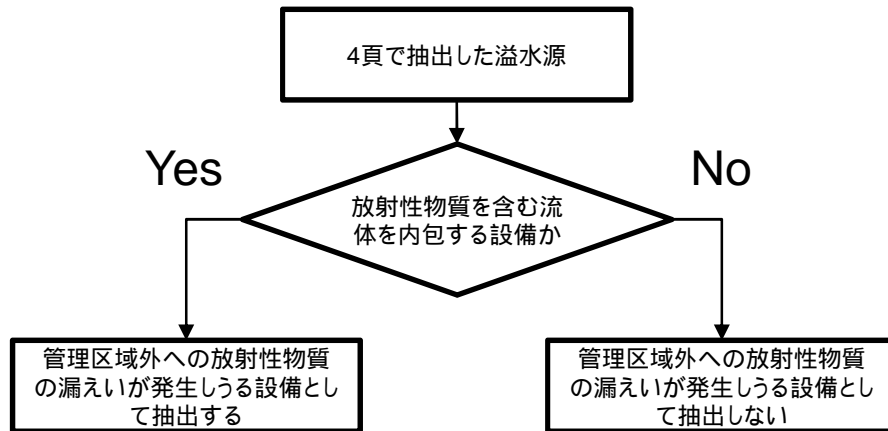 4頁で抽出した溢水源
Yes
No
放射性物質を含む流
体を内包する設備か
管理区域外への放射性物質
の漏えいが発生しうる設備とし
て抽出する
管理区域外への放射性物質
の漏えいが発生しうる設備とし
て抽出しない